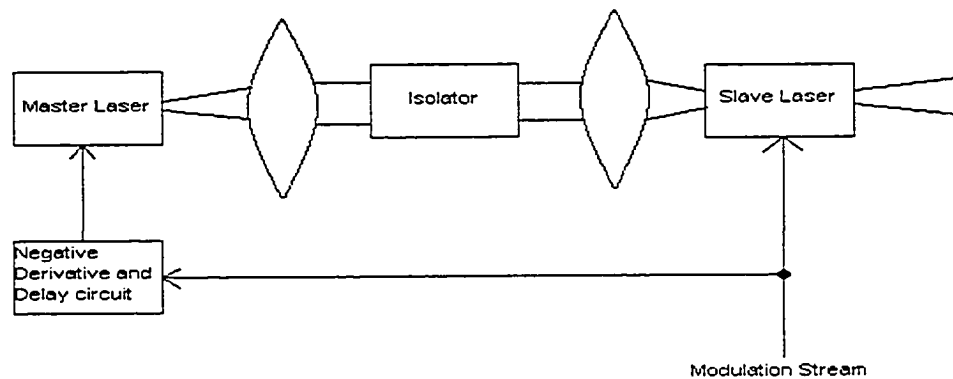 Master Laser
Isolator
Slave Laser
Negative
Derivative and
Delay circuit
Modulation Stream